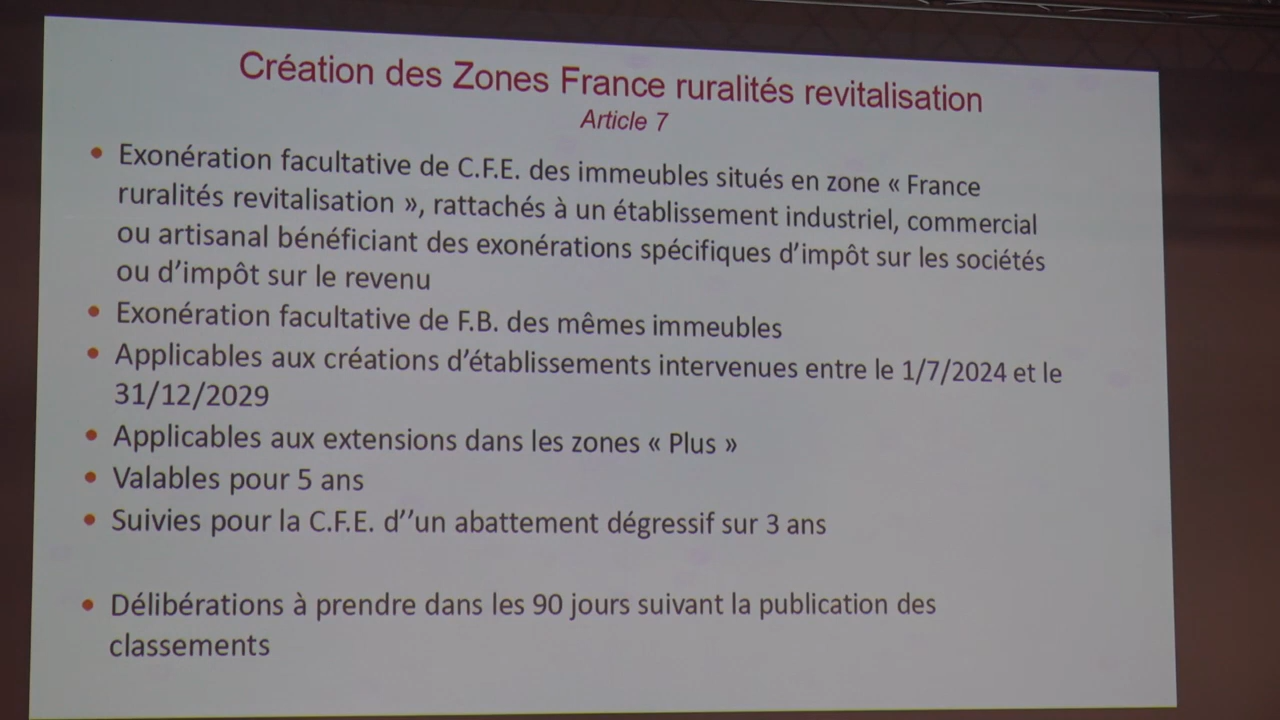 Création des Zones France ruralités revitalisation
Article 7
• Exonération facultative de C.F.E. des immeubles situés en zone « France
ruralités revitalisation », rattachés à un établissement industriel, commercial
ou artisanal bénéficiant des exonérations spécifiques d'impôt sur les sociétés
ou d'impôt sur le revenu
• Exonération facultative de F.B. des mêmes immeubles
• Applicables aux créations d'établissements intervenues entre le 1/7/2024 et le
31/12/2029
• Applicables aux extensions dans les zones « Plus »
• Valables pour 5 ans
• Suivies pour la C.F.E. d''un abattement dégressif sur 3 ans
• Délibérations à prendre dans les 90 jours suivant la publication des
classements